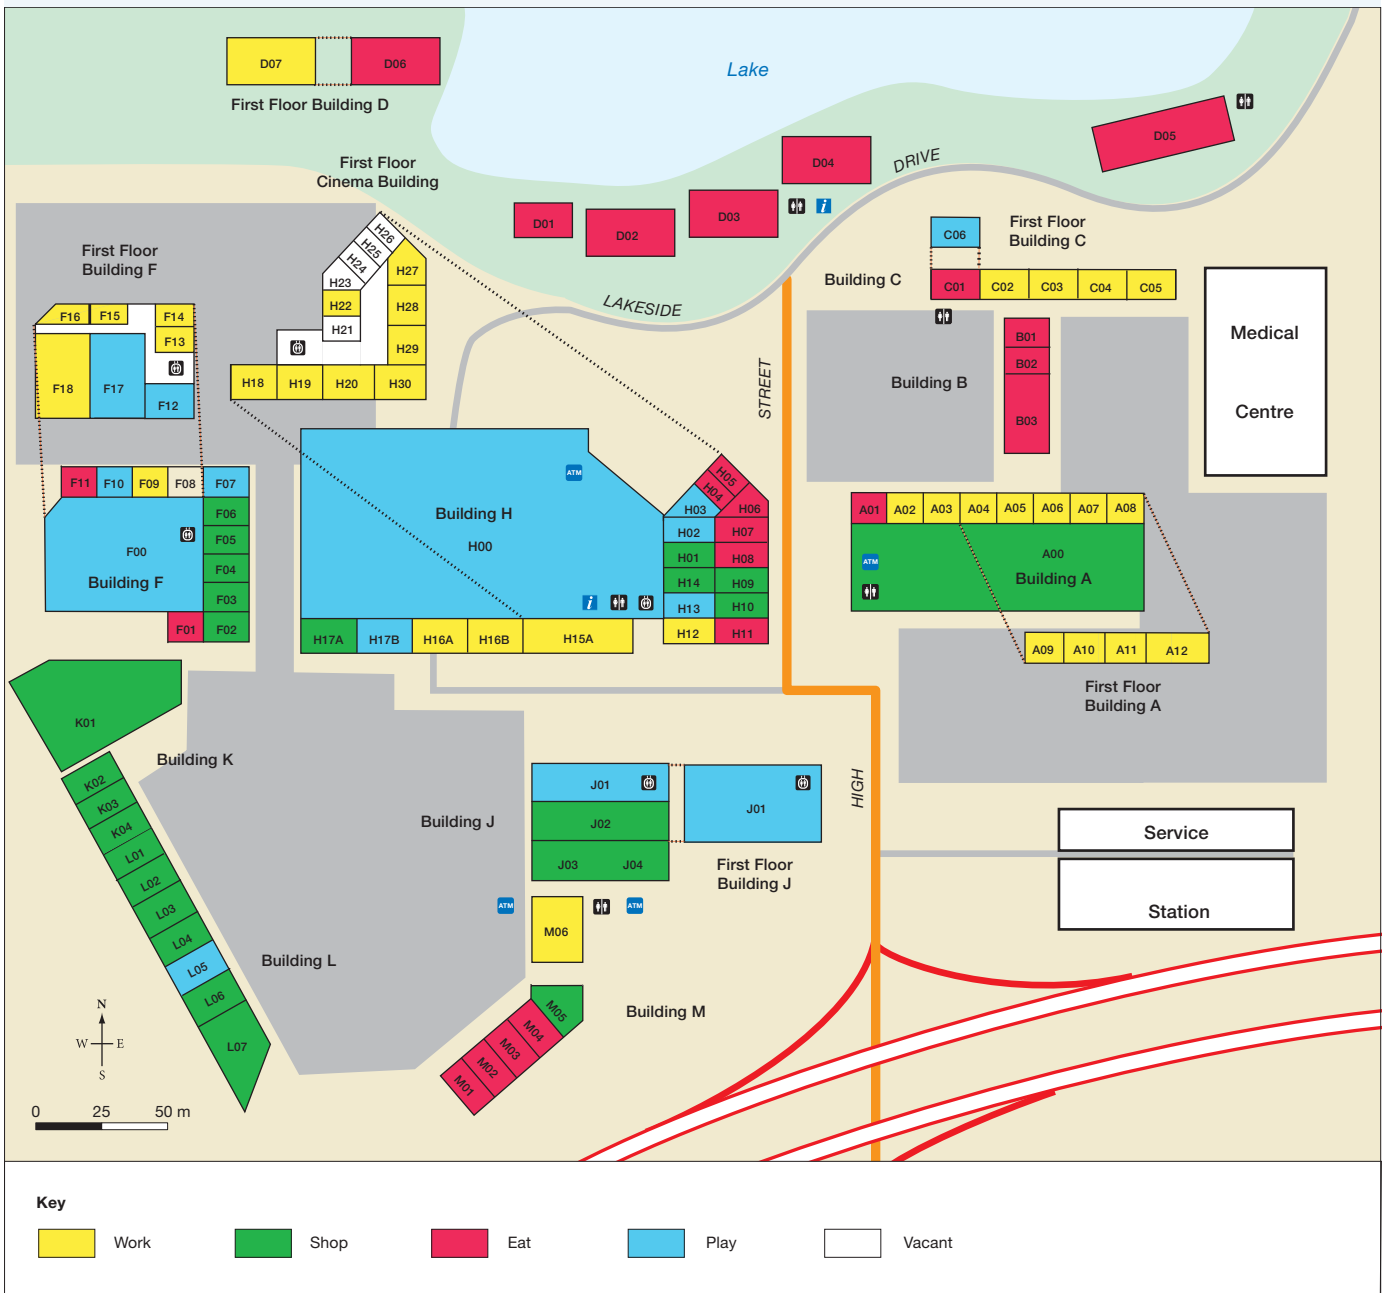 Lake
D07
D06
First Floor Building D
First Floor
Cinema Building
D05
D04
DRIVE
D03
D01
D02
i
LAKESIDE
C06
First Floor
Building C
Building C
C01
C02
C03
C04
C05
First Floor
Building F
H26
H25
H24
H23
H27
H22
H28
H21
H29
H18
H19
H20
H30
F16
F15
F14
F13
F18
F17
F12
STREET
B01
B02
B03
Building B
Medical
Centre
F11
F10
F09
F08
F07
F06
F05
F04
F03
F02
F01
F00
Building F
ATM
Building H
H00
i
H05
H04
H03
H06
H02
H07
H01
H08
H14
H09
H13
H10
H12
H11
H17A
H17B
H16A
H16B
H15A
A01
A02
A03
A04
A05
A06
A07
A08
ATM
A00
Building A
A09
A10
A11
A12
First Floor
Building A
K01
Building K
K02
K03
K04
L01
L02
L03
L04
L05
L06
L07
Building L
Building J
J01
J02
J03
J04
J01
First Floor
Building J
HIGH
Service
Station
ATM
ATM
M06
M05
M04
M03
M02
M01
Building M
N
W
E
S
0
25
50 m
Key
Work
Shop
Eat
Play
Vacant